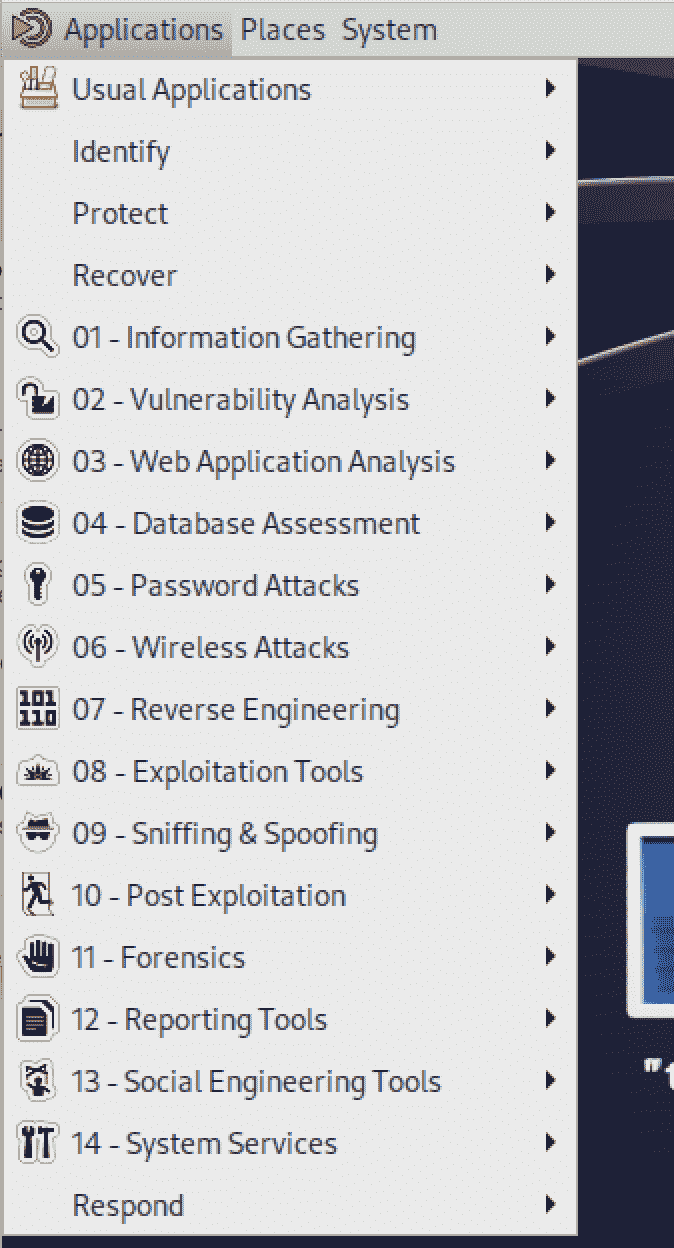 Applications Places System
Usual Applications
Identify
Protect
Recover
01 - Information Gathering
02 - Vulnerability Analysis
03 - Web Application Analysis
04 - Database Assessment
05 - Password Attacks
06 - Wireless Attacks
101
110
07 - Reverse Engineering
08 - Exploitation Tools
09 - Sniffing & Spoofing
10 - Post Exploitation
11 - Forensics
12 - Reporting Tools
13 - Social Engineering Tools
14 - System Services
Respond